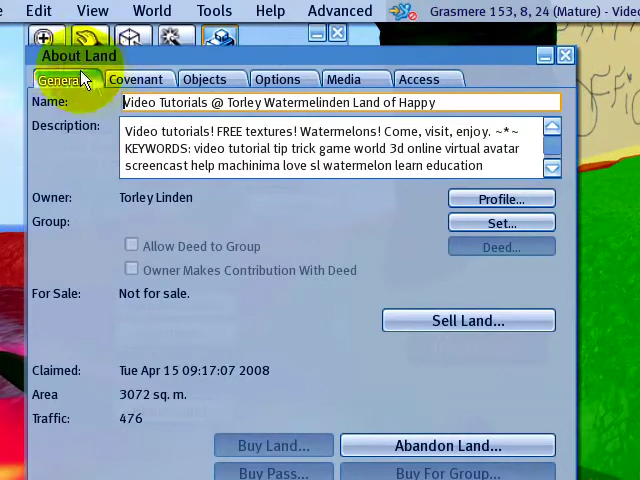 Edit View World Tools Help Advanced Grasmere 153, 8, 24 (Mature) - Video
About Land
General Covenant Objects Options Media Access
Name: Video Tutorials @ Torley Watermelinden Land of Happy
Description: Video tutorials! FREE textures! Watermelons! Come, visit, enjoy. ~*~
KEYWORDS: video tutorial tip trick game world 3d online virtual avatar
screencast help machinima love sl watermelon learn education
Owner: Torley Linden Profile...
Group: Set...
Allow Deed to Group Deed...
Owner Makes Contribution With Deed
For Sale: Not for sale.
Sell Land...
Claimed: Tue Apr 15 09:17:07 2008
Area 3072 sq. m.
Traffic: 476
Buy Land... Abandon Land...
Buy Pass... Buy For Group...